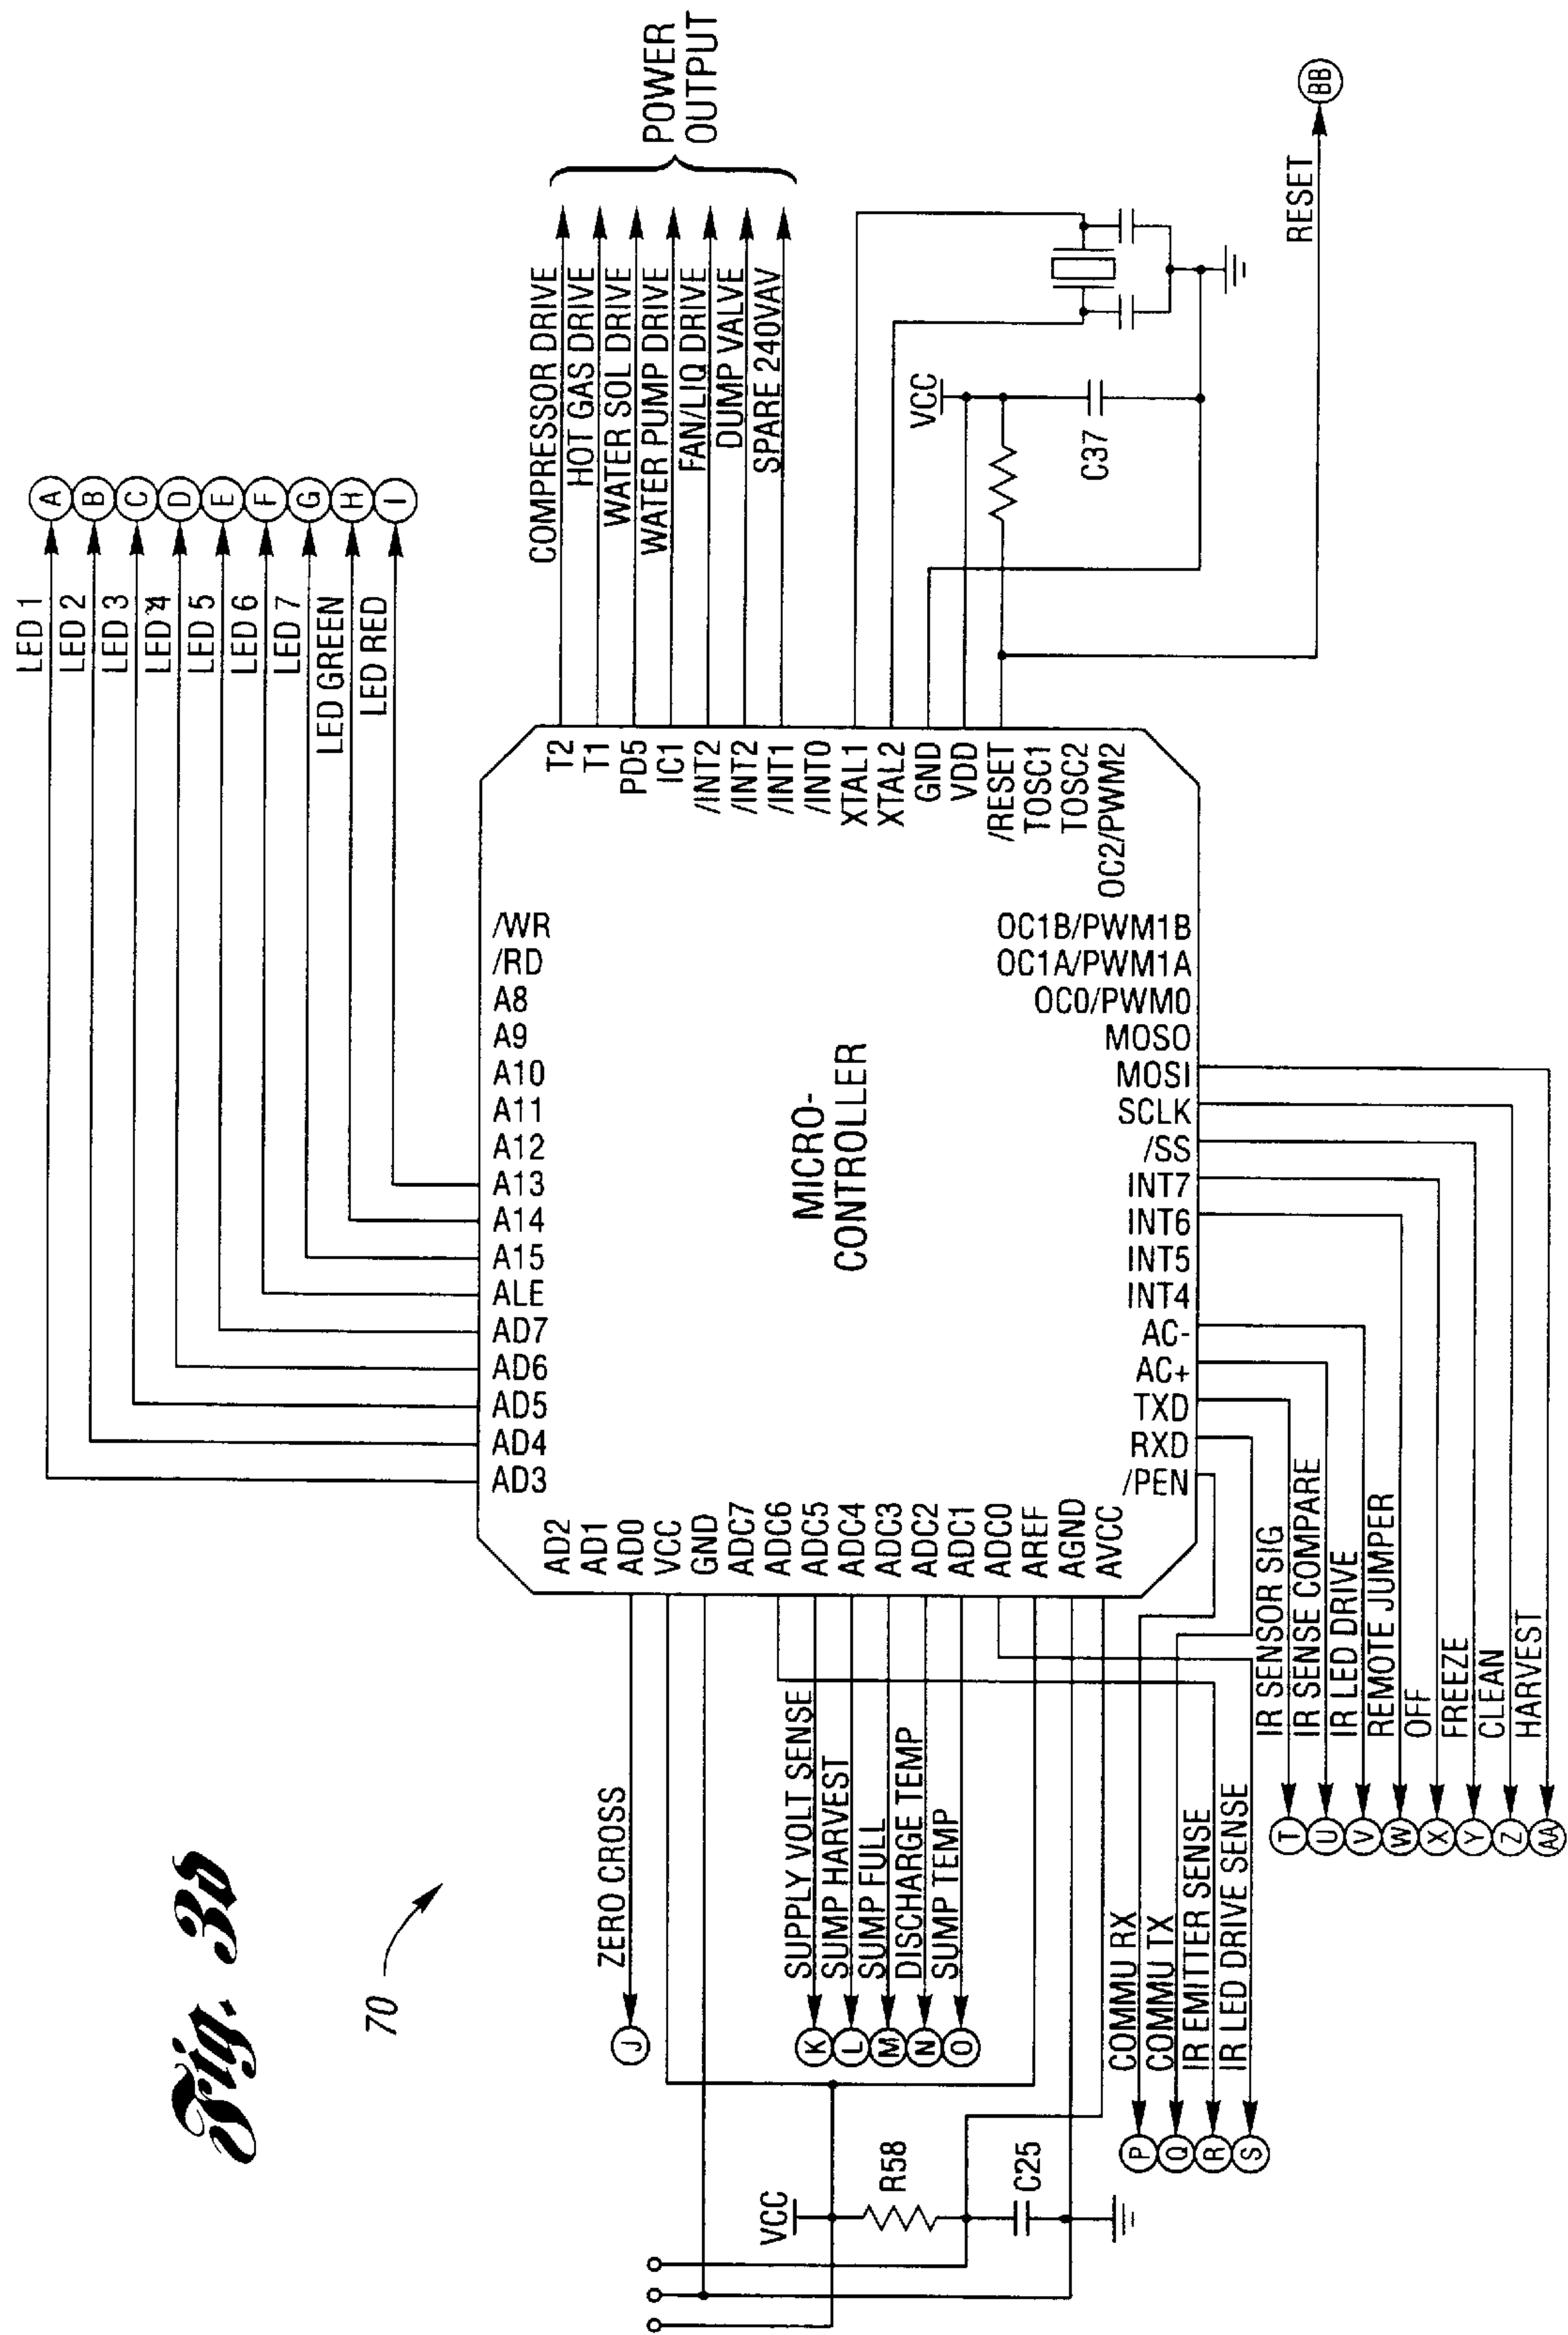 Fig. 3b
70
LED 1
LED 2
LED 3
LED 4
LED 5
LED 6
LED 7
LED GREEN
LED RED
A
B
C
D
E
F
G
H
I
COMPRESSOR DRIVE
HOT GAS DRIVE
WATER SOL DRIVE
WATER PUMP DRIVE
FAN/LIQ DRIVE
DUMP VALVE
SPARE 240VAV
POWER
OUTPUT
VCC
C37
RESET
BB
T2
T1
PD5
IC1
/INT2
/INT2
/INT1
/INT0
XTAL1
XTAL2
GND
VDD
/RESET
TOSC1
TOSC2
OC2/PWM2
/WR
/RD
A8
A9
A10
A11
A12
A13
A14
A15
ALE
AD7
AD6
AD5
AD4
AD3
MICRO-
CONTROLLER
OC1B/PWM1B
OC1A/PWM1A
OC0/PWM0
MOSO
MOSI
SCLK
/SS
INT7
INT6
INT5
INT4
AC-
AC+
TXD
RXD
/PEN
AD2
AD1
AD0
VCC
GND
ADC7
ADC6
ADC5
ADC4
ADC3
ADC2
ADC1
ADC0
AREF
AGND
AVCC
ZERO CROSS
J
SUPPLY VOLT SENSE
SUMP HARVEST
SUMP FULL
DISCHARGE TEMP
SUMP TEMP
K
L
M
N
O
COMMU RX
COMMU TX
IR EMITTER SENSE
IR LED DRIVE SENSE
P
Q
R
S
IR SENSOR SIG
IR SENSE COMPARE
IR LED DRIVE
REMOTE JUMPER
OFF
FREEZE
CLEAN
HARVEST
T
U
V
W
X
Y
Z
AA
VCC
R58
C25